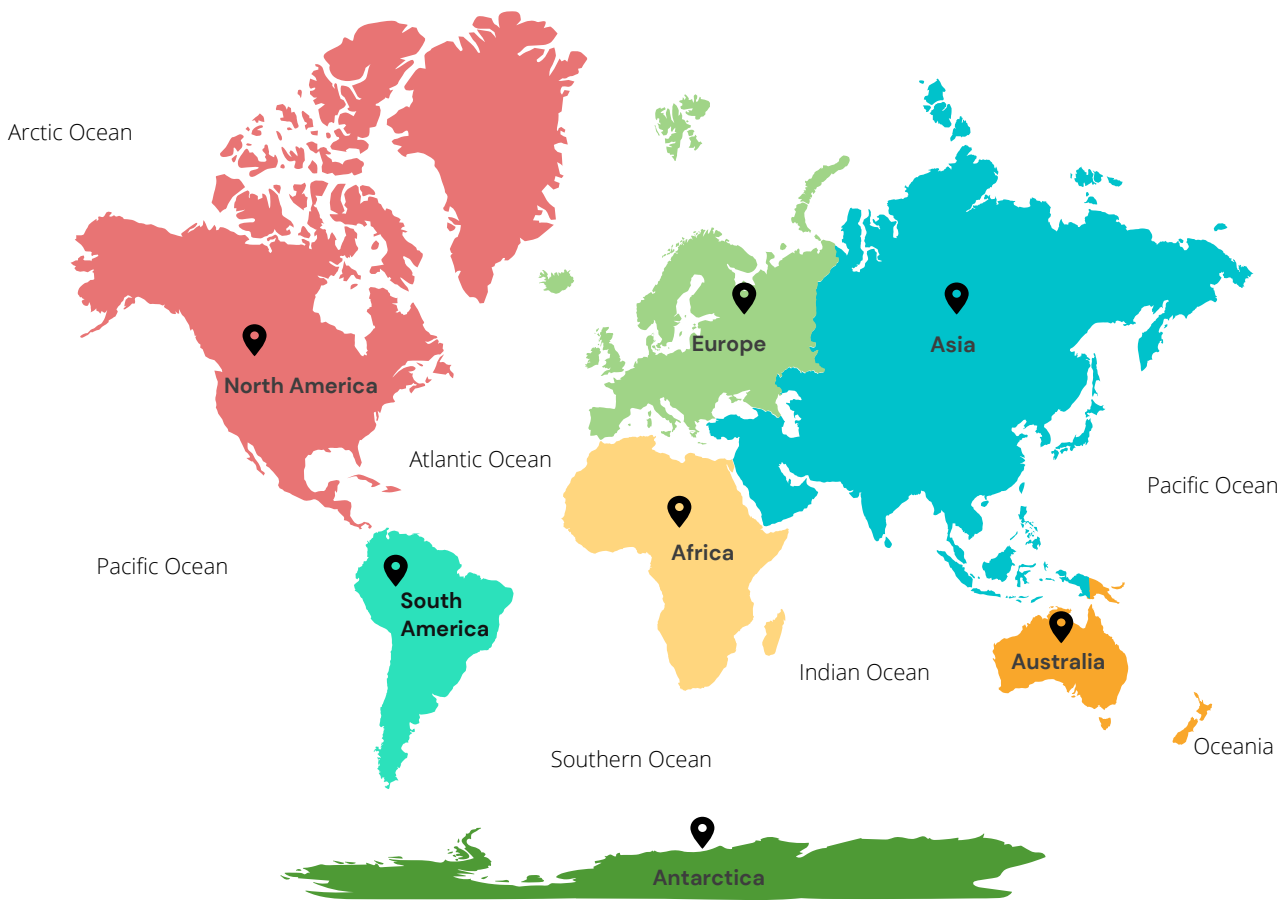 Arctic Ocean
Europe
Asia
North America
Atlantic Ocean
Pacific Ocean
Africa
Pacific Ocean
South
America
Australia
Indian Ocean
Oceania
Southern Ocean
Antarctica